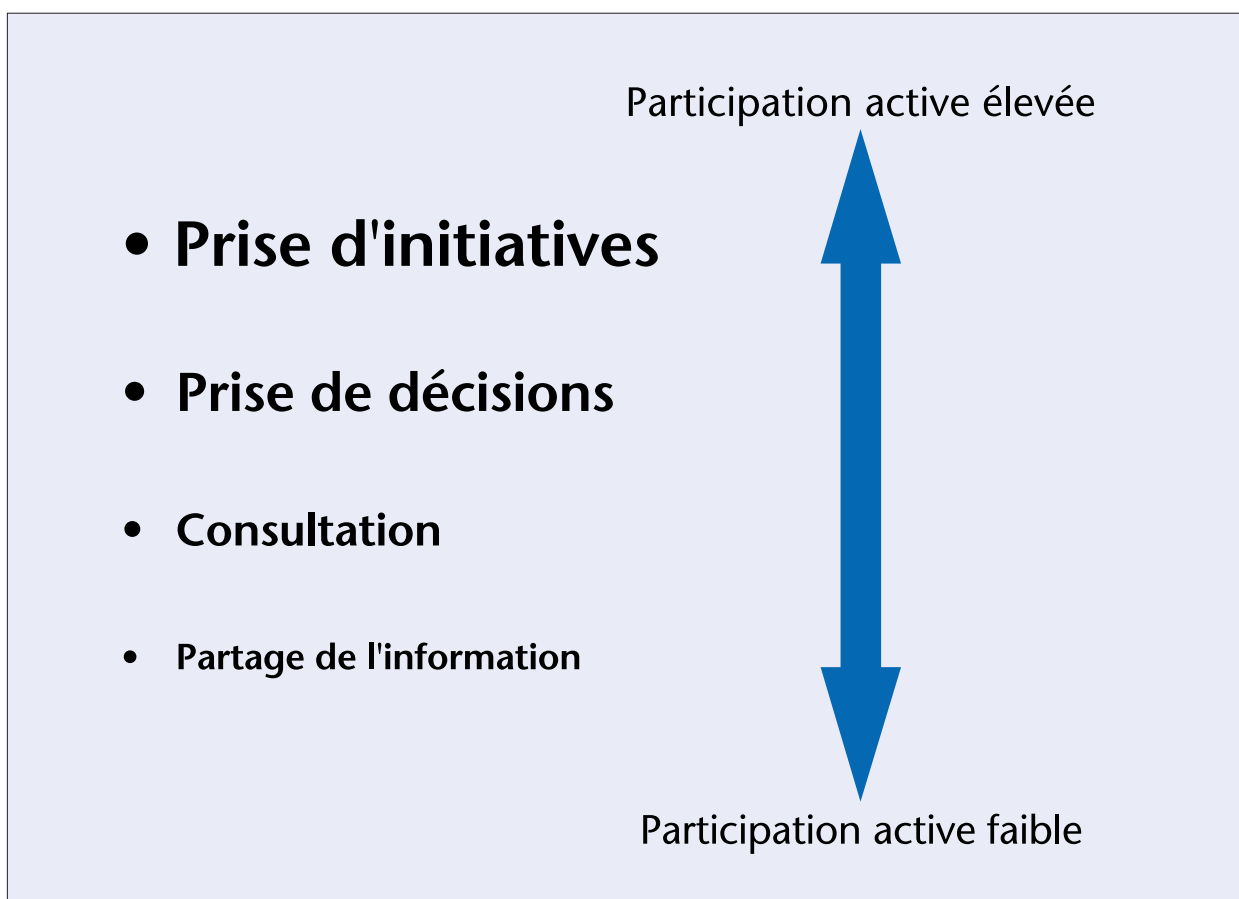 Participation active élevée
• Prise d'initiatives
• Prise de décisions
• Consultation
• Partage de l'information
Participation active faible